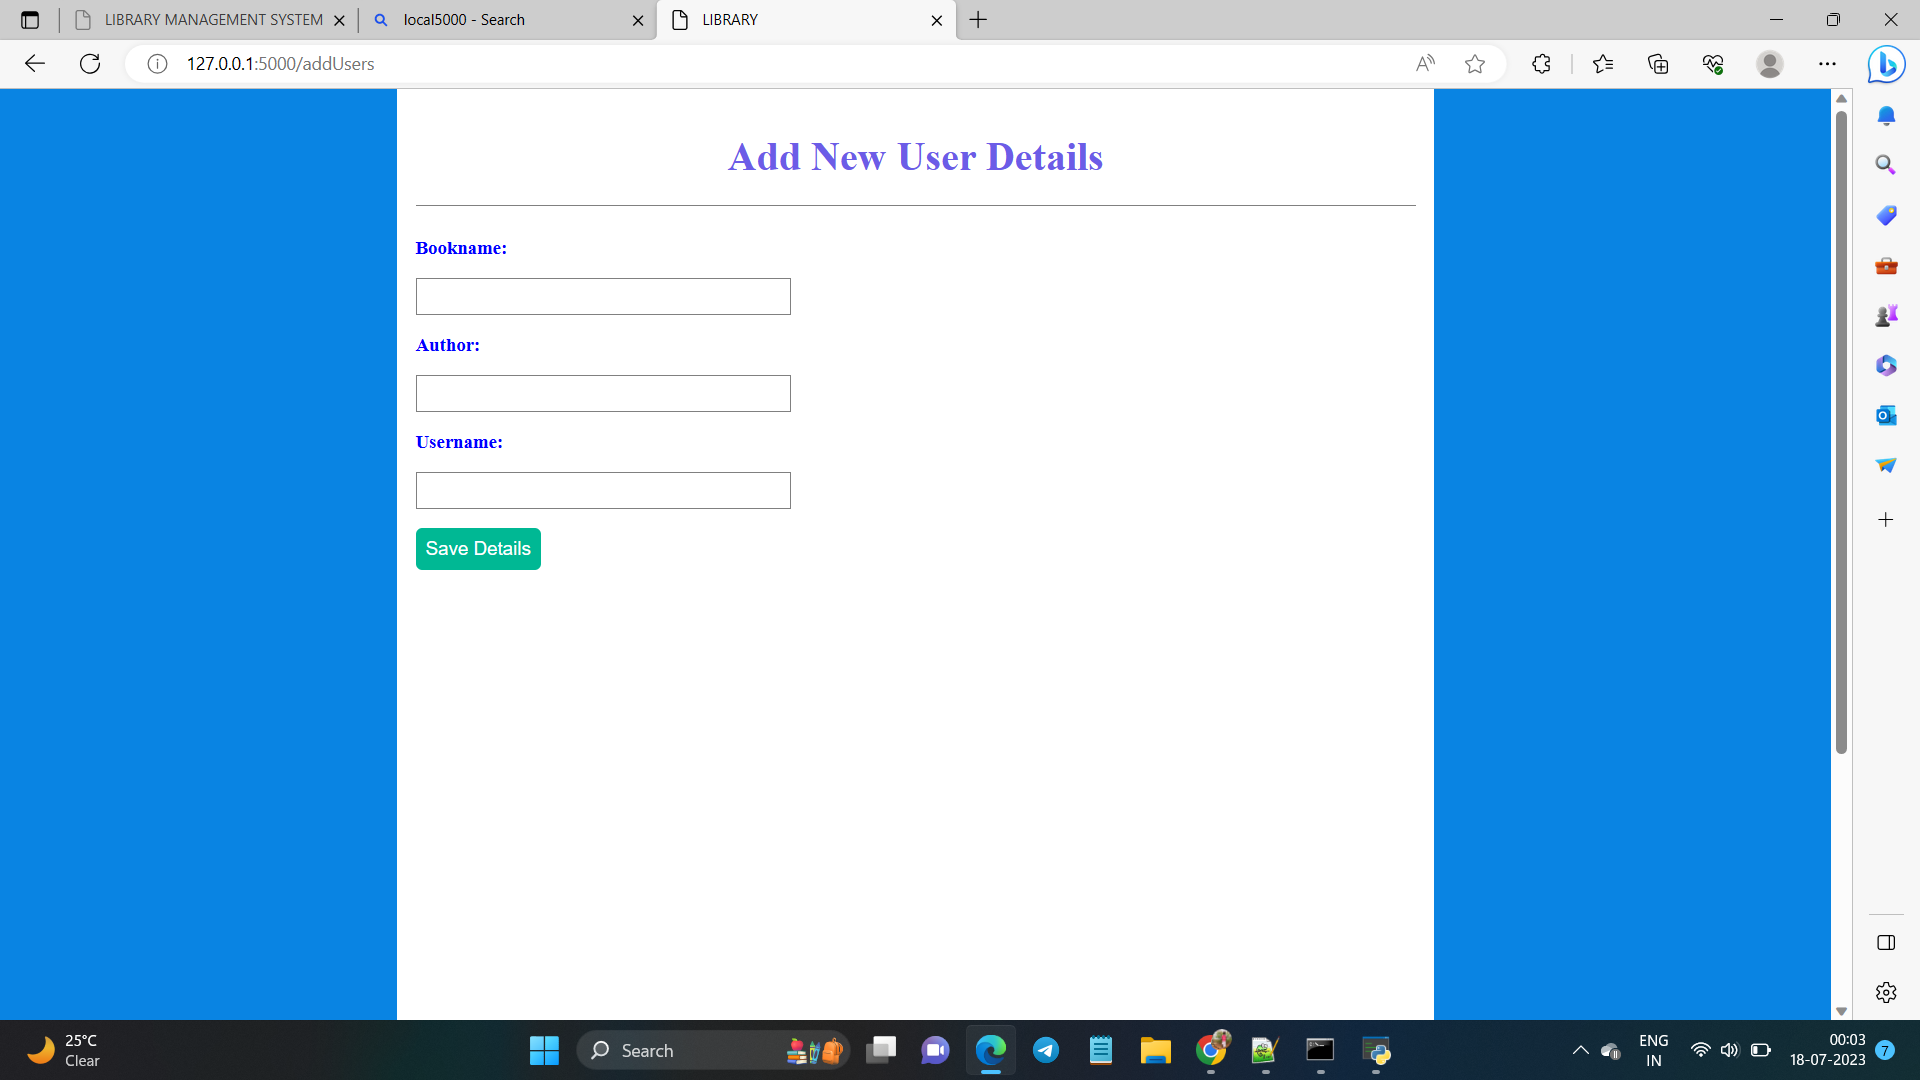 LIBRARY MANAGEMENT SYSTEM
local5000 - Search
LIBRARY
127.0.0.1:5000/addUsers
Add New User Details
Bookname:
Author:
Username:
Save Details
25°C
Clear
Search
ENG
IN
00:03
18-07-2023
7